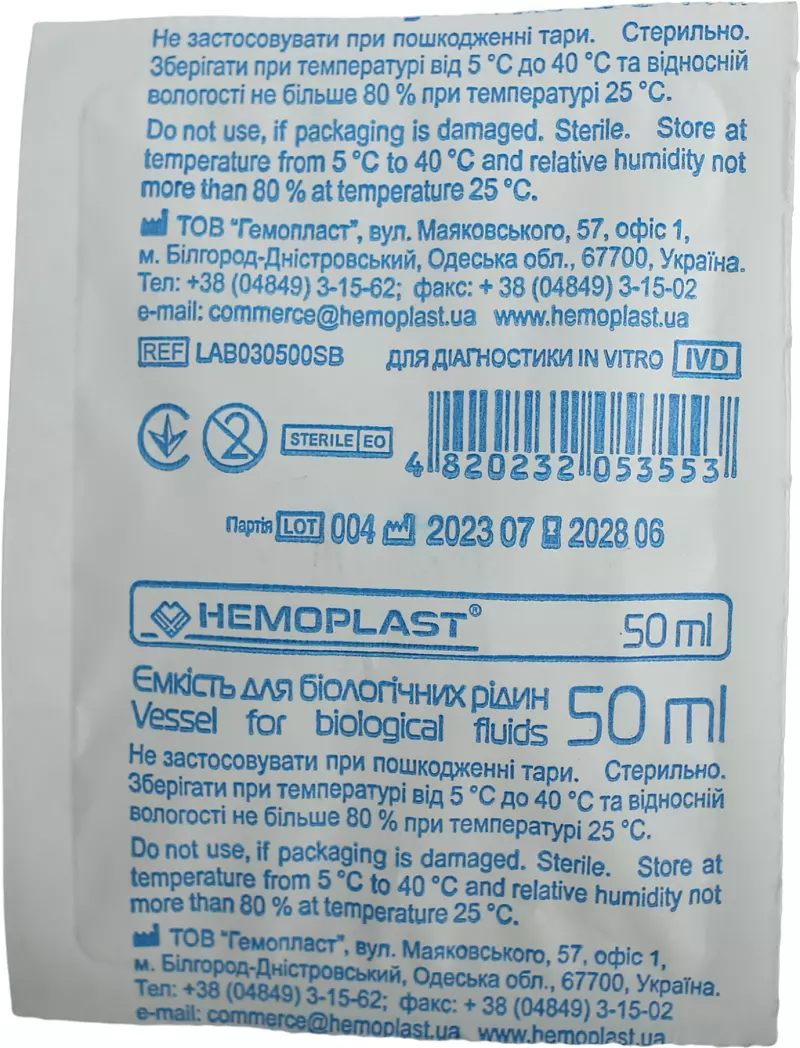 Не застосовувати при пошкодженні тари. Стерильно.
Зберігати при температурі від 5 °C до 40 °C та відносній
вологості не більше 80 % при температурі 25 °C.
Do not use, if packaging is damaged. Sterile. Store at
temperature from 5 °C to 40 °C and relative humidity not
more than 80 % at temperature 25 °C.
ТОВ "Гемопласт", вул. Маяковського, 57, офіс 1,
м. Білгород-Дністровський, Одеська обл., 67700, Україна.
Тел: +38 (04849) 3-15-62; факс: + 38 (04849) 3-15-02
e-mail: commerce@hemoplast.ua www.hemoplast.ua
REF LAB030500SB ДЛЯ ДІАГНОСТИКИ IN VITRO IVD
2 STERILE EO
4 820232 053553
Партія LOT 004 2023 07 2028 06
HEMOPLAST® 50 ml
Ємкість для біологічних рідин 50 ml
Vessel for biological fluids
Не застосовувати при пошкодженні тари. Стерильно.
Зберігати при температурі від 5 °C до 40 °C та відносній
вологості не більше 80 % при температурі 25 °C.
Do not use, if packaging is damaged. Sterile. Store at
temperature from 5 °C to 40 °C and relative humidity not
more than 80 % at temperature 25 °C.
ТОВ "Гемопласт", вул. Маяковського, 57, офіс 1,
м. Білгород-Дністровський, Одеська обл., 67700, Україна.
Тел: +38 (04849) 3-15-62; факс: + 38 (04849) 3-15-02
e-mail: commerce@hemoplast.ua www.hemoplast.ua